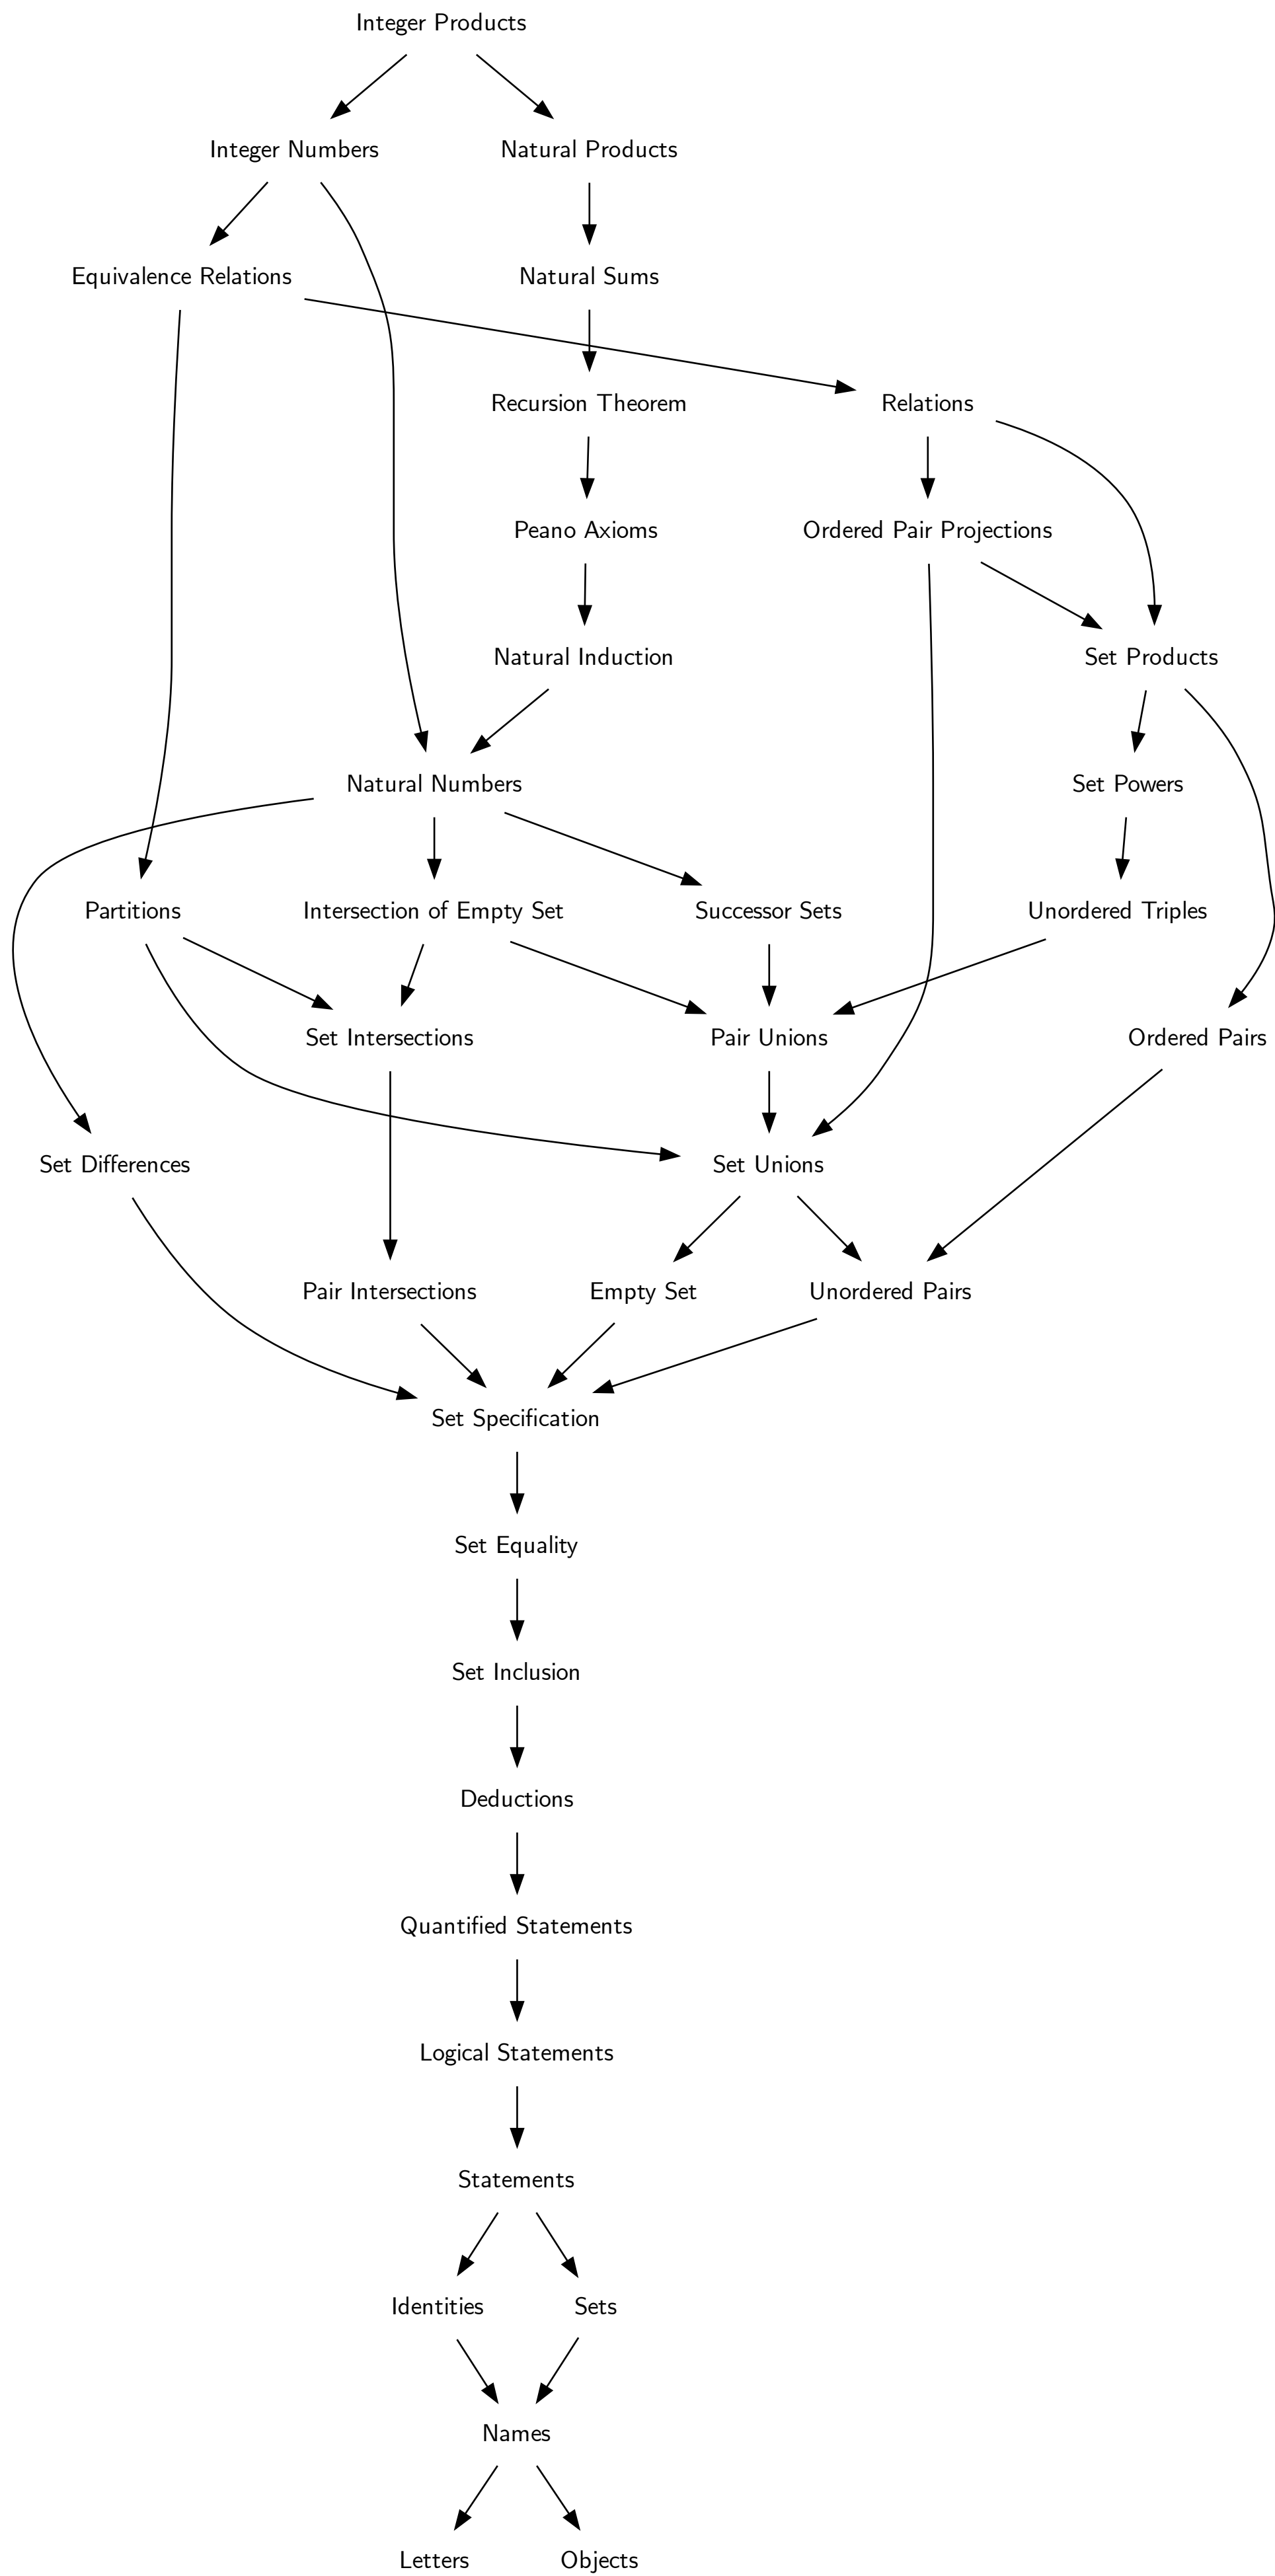 Integer Products
Integer Numbers
Natural Products
Equivalence Relations
Natural Sums
Recursion Theorem
Relations
Peano Axioms
Ordered Pair Projections
Natural Induction
Set Products
Natural Numbers
Set Powers
Partitions
Intersection of Empty Set
Successor Sets
Unordered Triples
Set Intersections
Pair Unions
Ordered Pairs
Set Differences
Set Unions
Pair Intersections
Empty Set
Unordered Pairs
Set Specification
Set Equality
Set Inclusion
Deductions
Quantified Statements
Logical Statements
Statements
Identities
Sets
Names
Letters
Objects